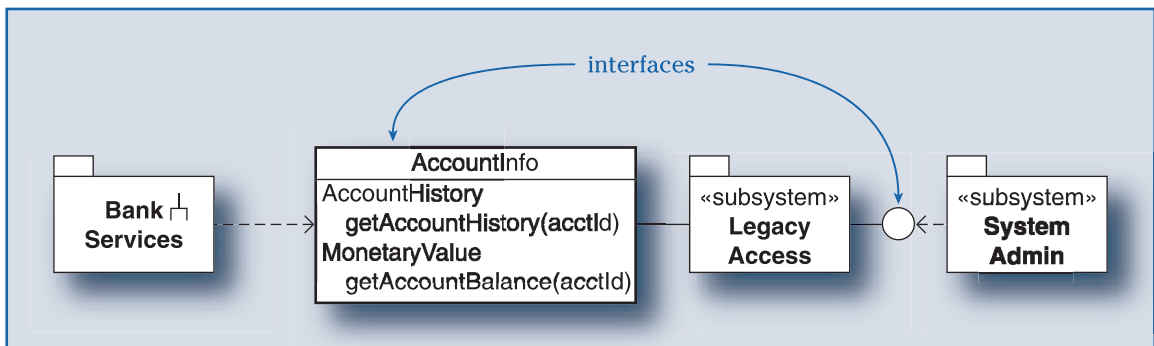 interfaces
Bank
Services
AccountInfo
AccountHistory
getAccountHistory(acctId)
MonetaryValue
getAccountBalance(acctId)
«subsystem»
Legacy
Access
«subsystem»
System
Admin